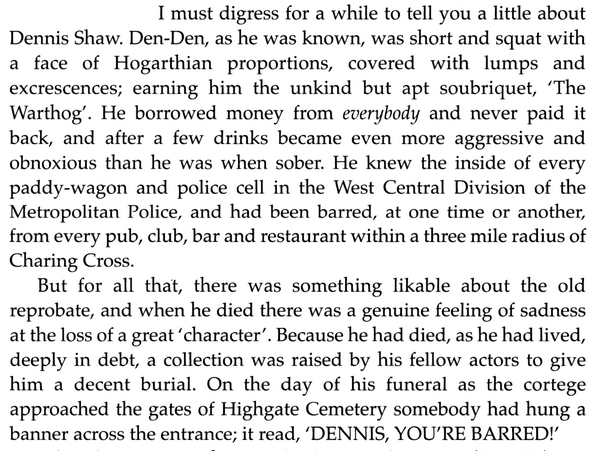 I must digress for a while to tell you a little about
Dennis Shaw. Den-Den, as he was known, was short and squat with
a face of Hogarthian proportions, covered with lumps and
excrescences; earning him the unkind but apt soubriquet, ‘The
Warthog’. He borrowed money from everybody and never paid it
back, and after a few drinks became even more aggressive and
obnoxious than he was when sober. He knew the inside of every
paddy-wagon and police cell in the West Central Division of the
Metropolitan Police, and had been barred, at one time or another,
from every pub, club, bar and restaurant within a three mile radius of
Charing Cross.
But for all that, there was something likable about the old
reprobate, and when he died there was a genuine feeling of sadness
at the loss of a great ‘character’. Because he had died, as he had lived,
deeply in debt, a collection was raised by his fellow actors to give
him a decent burial. On the day of his funeral as the cortege
approached the gates of Highgate Cemetery somebody had hung a
banner across the entrance; it read, ‘DENNIS, YOU’RE BARRED!’